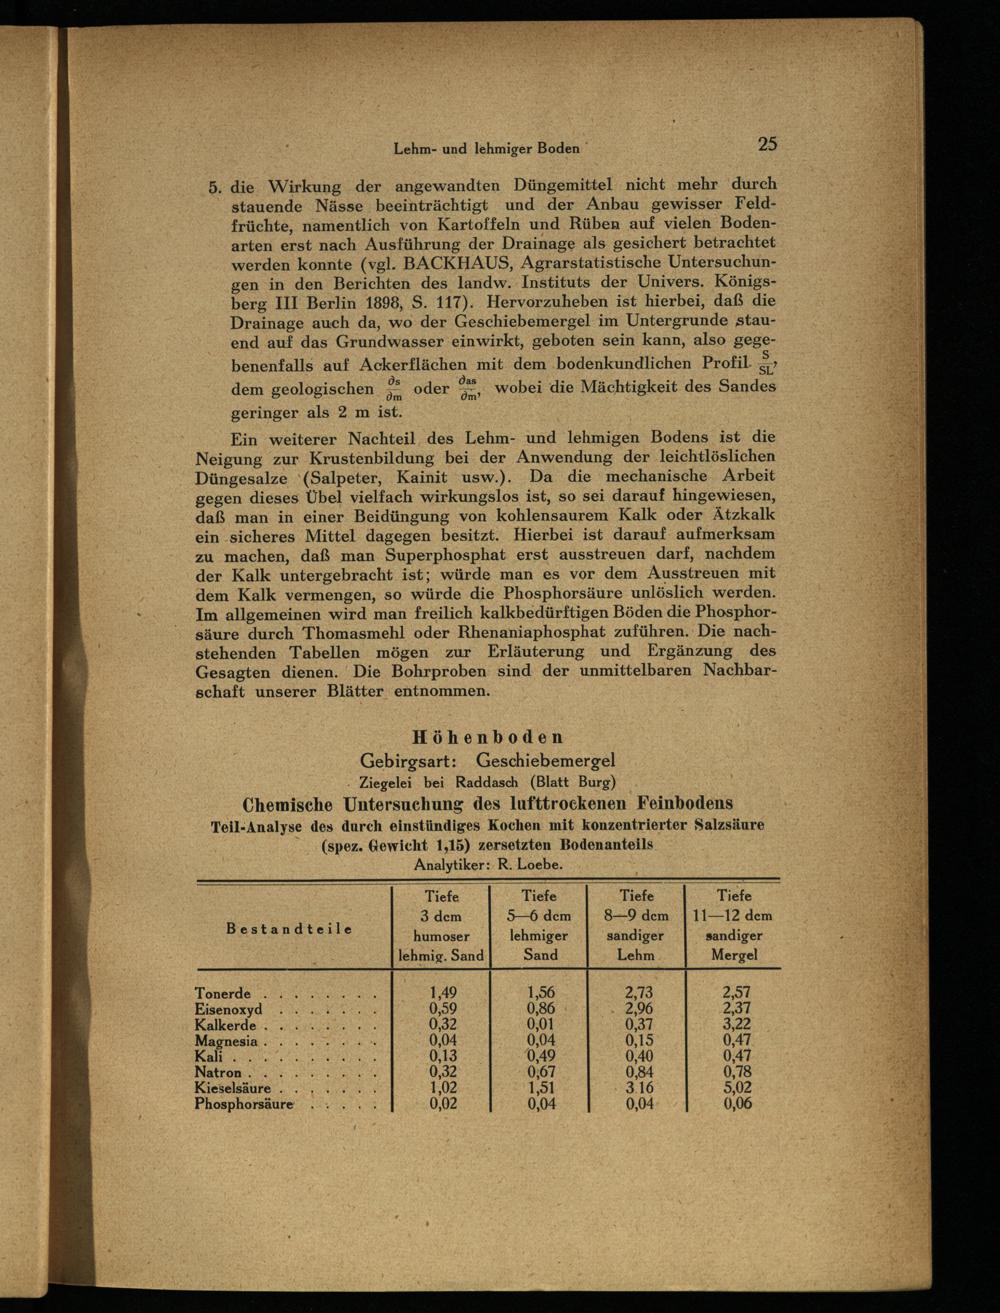 Lehm- und lehmiger Boden 25
5. die Wirkung der angewandten Düngemittel nicht mehr durch
stauende Nässe beeinträchtigt und der Anbau gewisser Feld-
früchte, namentlich von Kartoffeln und Rüben auf vielen Boden-
arten erst nach Ausführung der Drainage als gesichert betrachtet
werden konnte (vgl. BACKHAUS, Agrarstatistische Untersuchun-
gen in den Berichten des landw. Instituts der Univers. Königs-
berg III Berlin 1898, S. 117). Hervorzuheben ist hierbei, daß die
Drainage auch da, wo der Geschiebemergel im Untergrunde stau-
end auf das Grundwasser einwirkt, geboten sein kann, also gege-
benenfalls auf Ackerflächen mit dem bodenkundlichen Profil S/SL,
dem geologischen ∂s/∂m oder ∂as/∂m, wobei die Mächtigkeit des Sandes
geringer als 2 m ist.
Ein weiterer Nachteil des Lehm- und lehmigen Bodens ist die
Neigung zur Krustenbildung bei der Anwendung der leichtlöslichen
Düngesalze (Salpeter, Kainit usw.). Da die mechanische Arbeit
gegen dieses Übel vielfach wirkungslos ist, so sei darauf hingewiesen,
daß man in einer Beidüngung von kohlensaurem Kalk oder Ätzkalk
ein sicheres Mittel dagegen besitzt. Hierbei ist darauf aufmerksam
zu machen, daß man Superphosphat erst ausstreuen darf, nachdem
der Kalk untergebracht ist; würde man es vor dem Ausstreuen mit
dem Kalk vermengen, so würde die Phosphorsäure unlöslich werden.
Im allgemeinen wird man freilich kalkbedürftigen Böden die Phosphor-
säure durch Thomasmehl oder Rhenaniaphosphat zuführen. Die nach-
stehenden Tabellen mögen zur Erläuterung und Ergänzung des
Gesagten dienen. Die Bohrproben sind der unmittelbaren Nachbar-
schaft unserer Blätter entnommen.
Höhenboden
Gebirgsart: Geschiebemergel
Ziegelei bei Raddasch (Blatt Burg)
Chemische Untersuchung des lufttrockenen Feinbodens
Teil-Analyse des durch einstündiges Kochen mit konzentrierter Salzsäure
(spez. Gewicht 1,15) zersetzten Bodenanteils
Analytiker: R. Loebe.
Bestandteile
Tiefe Tiefe Tiefe Tiefe
3 dcm 5—6 dcm 8—9 dcm 11—12 dcm
humoser lehmiger sandiger sandiger
lehmig. Sand Sand Lehm Mergel
Tonerde . . . . . . . . 1,49 1,56 2,73 2,57
Eisenoxyd . . . . . . . 0,59 0,86 2,96 2,37
Kalkerde . . . . . . . . 0,32 0,01 0,37 3,22
Magnesia . . . . . . . . 0,04 0,04 0,15 0,47
Kali . . . . . . . . . . 0,13 0,49 0,40 0,47
Natron . . . . . . . . . 0,32 0,67 0,84 0,78
Kieselsäure . . . . . . . 1,02 1,51 3 16 5,02
Phosphorsäure . . . . . 0,02 0,04 0,04 0,06